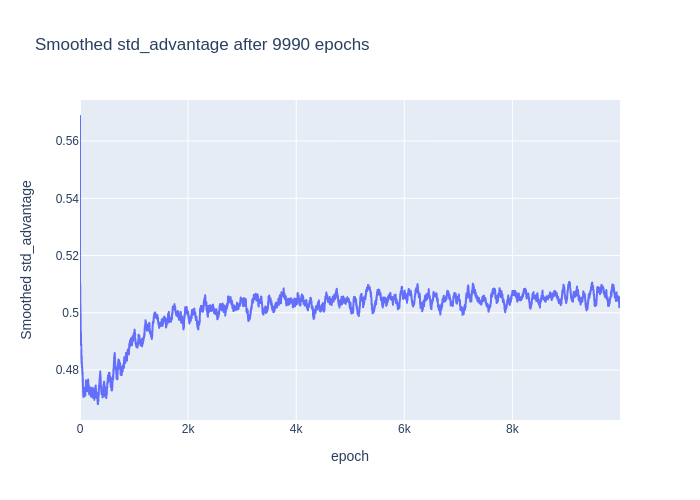 Smoothed std_advantage after 9990 epochs
Smoothed std_advantage
0.56
0.54
0.52
0.5
0.48
0
2k
4k
6k
8k
epoch